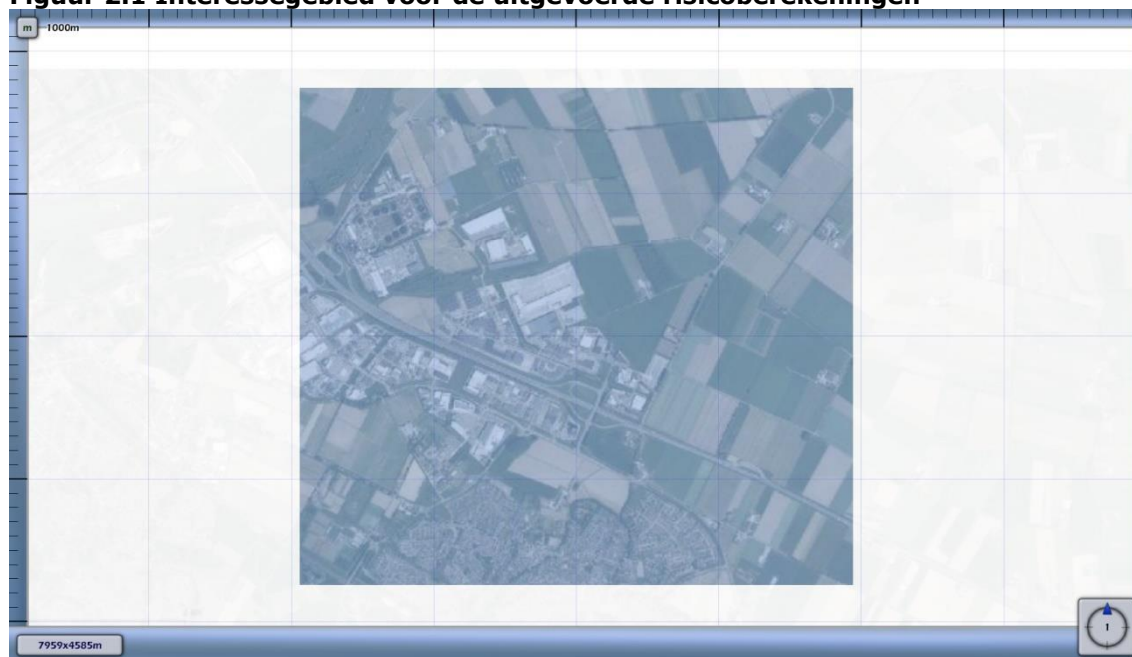 Figuur 2.1 Interessegebied voor de uitgevoerde risicoberekeningen
m 1000m
7959x4585m
1